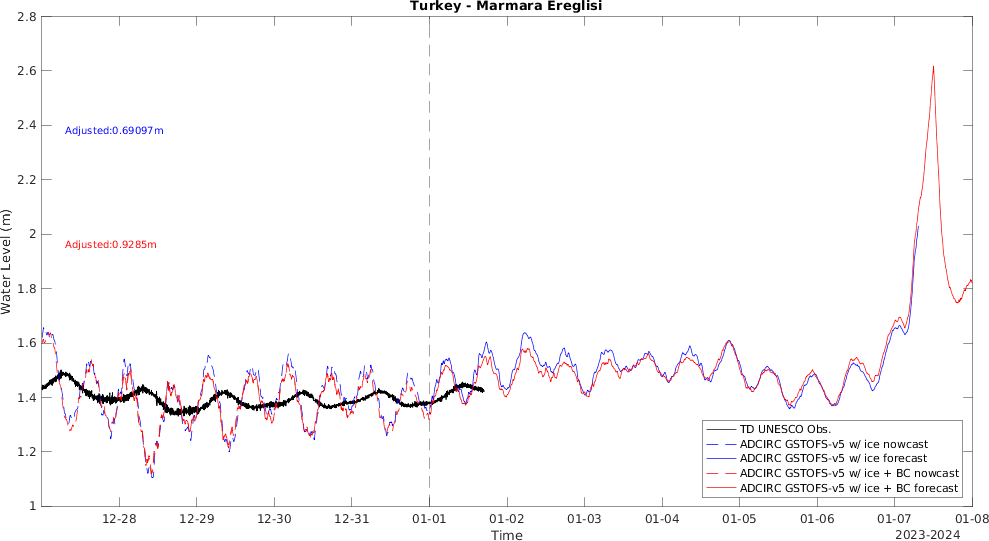 Turkey - Marmara Ereglisi
2.8
2.6
2.4
2.2
2
1.8
1.6
1.4
1.2
1
Water Level (m)
Adjusted:0.69097m
Adjusted:0.9285m
TD UNESCO Obs.
ADCIRC GSTOFS-v5 w/ ice nowcast
ADCIRC GSTOFS-v5 w/ ice forecast
ADCIRC GSTOFS-v5 w/ ice + BC nowcast
ADCIRC GSTOFS-v5 w/ ice + BC forecast
12-28 12-29 12-30 12-31 01-01 01-02 01-03 01-04 01-05 01-06 01-07 01-08
Time
2023-2024